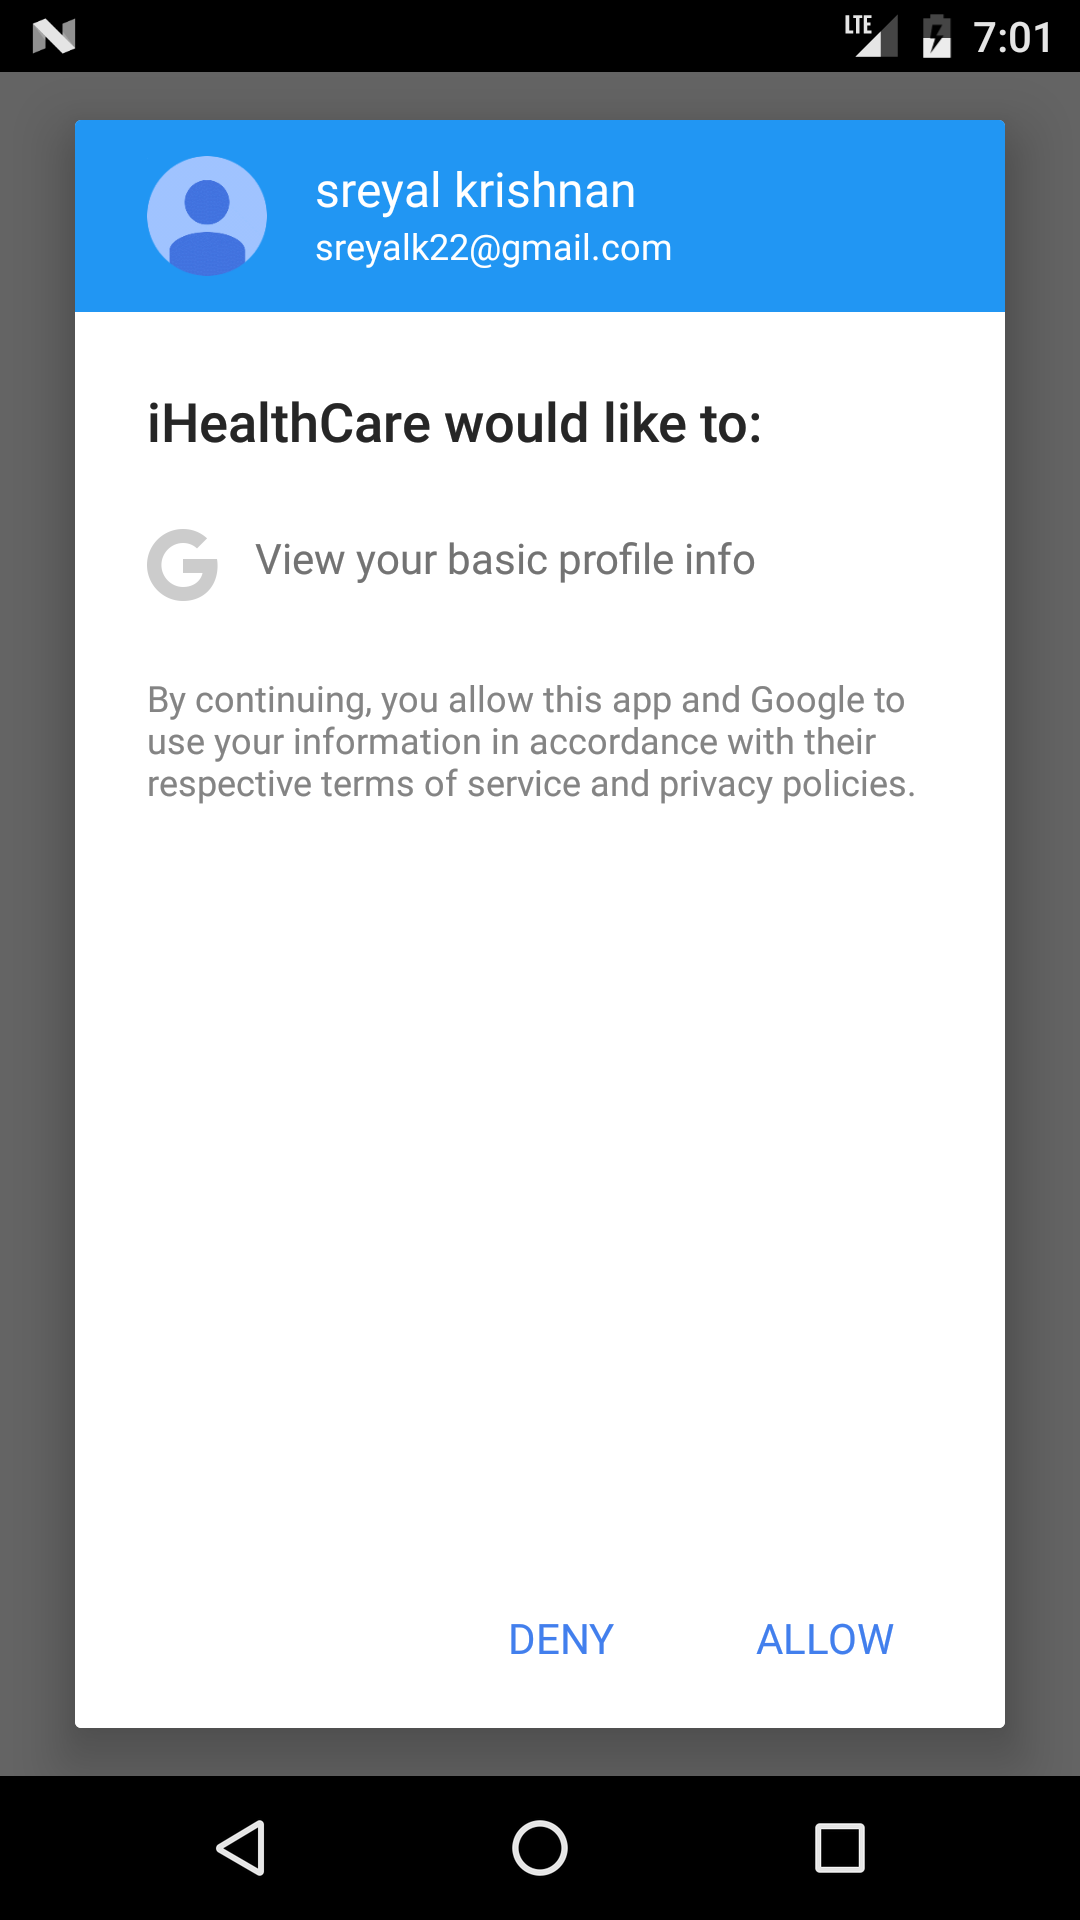 LTE 7:01
sreyal krishnan
sreyalk22@gmail.com
iHealthCare would like to:
View your basic profile info
By continuing, you allow this app and Google to
use your information in accordance with their
respective terms of service and privacy policies.
DENY ALLOW